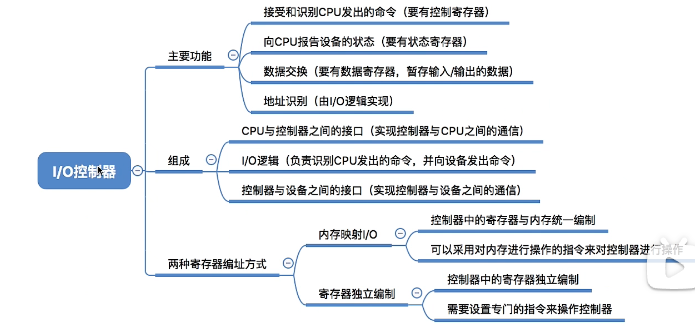 接受和识别CPU发出的命令（要有控制寄存器）
向CPU报告设备的状态（要有状态寄存器）
主要功能
数据交换（要有数据寄存器，暂存输入/输出的数据）
地址识别（由I/O逻辑实现）
CPU与控制器之间的接口（实现控制器与CPU之间的通信）
I/O控制器
组成
I/O逻辑（负责识别CPU发出的命令，并向设备发出命令）
控制器与设备之间的接口（实现控制器与设备之间的通信）
控制器中的寄存器与内存统一编制
内存映射I/O
可以采用对内存进行操作的指令来对控制器进行操作
两种寄存器编址方式
控制器中的寄存器独立编制
寄存器独立编制
需要设置专门的指令来操作控制器